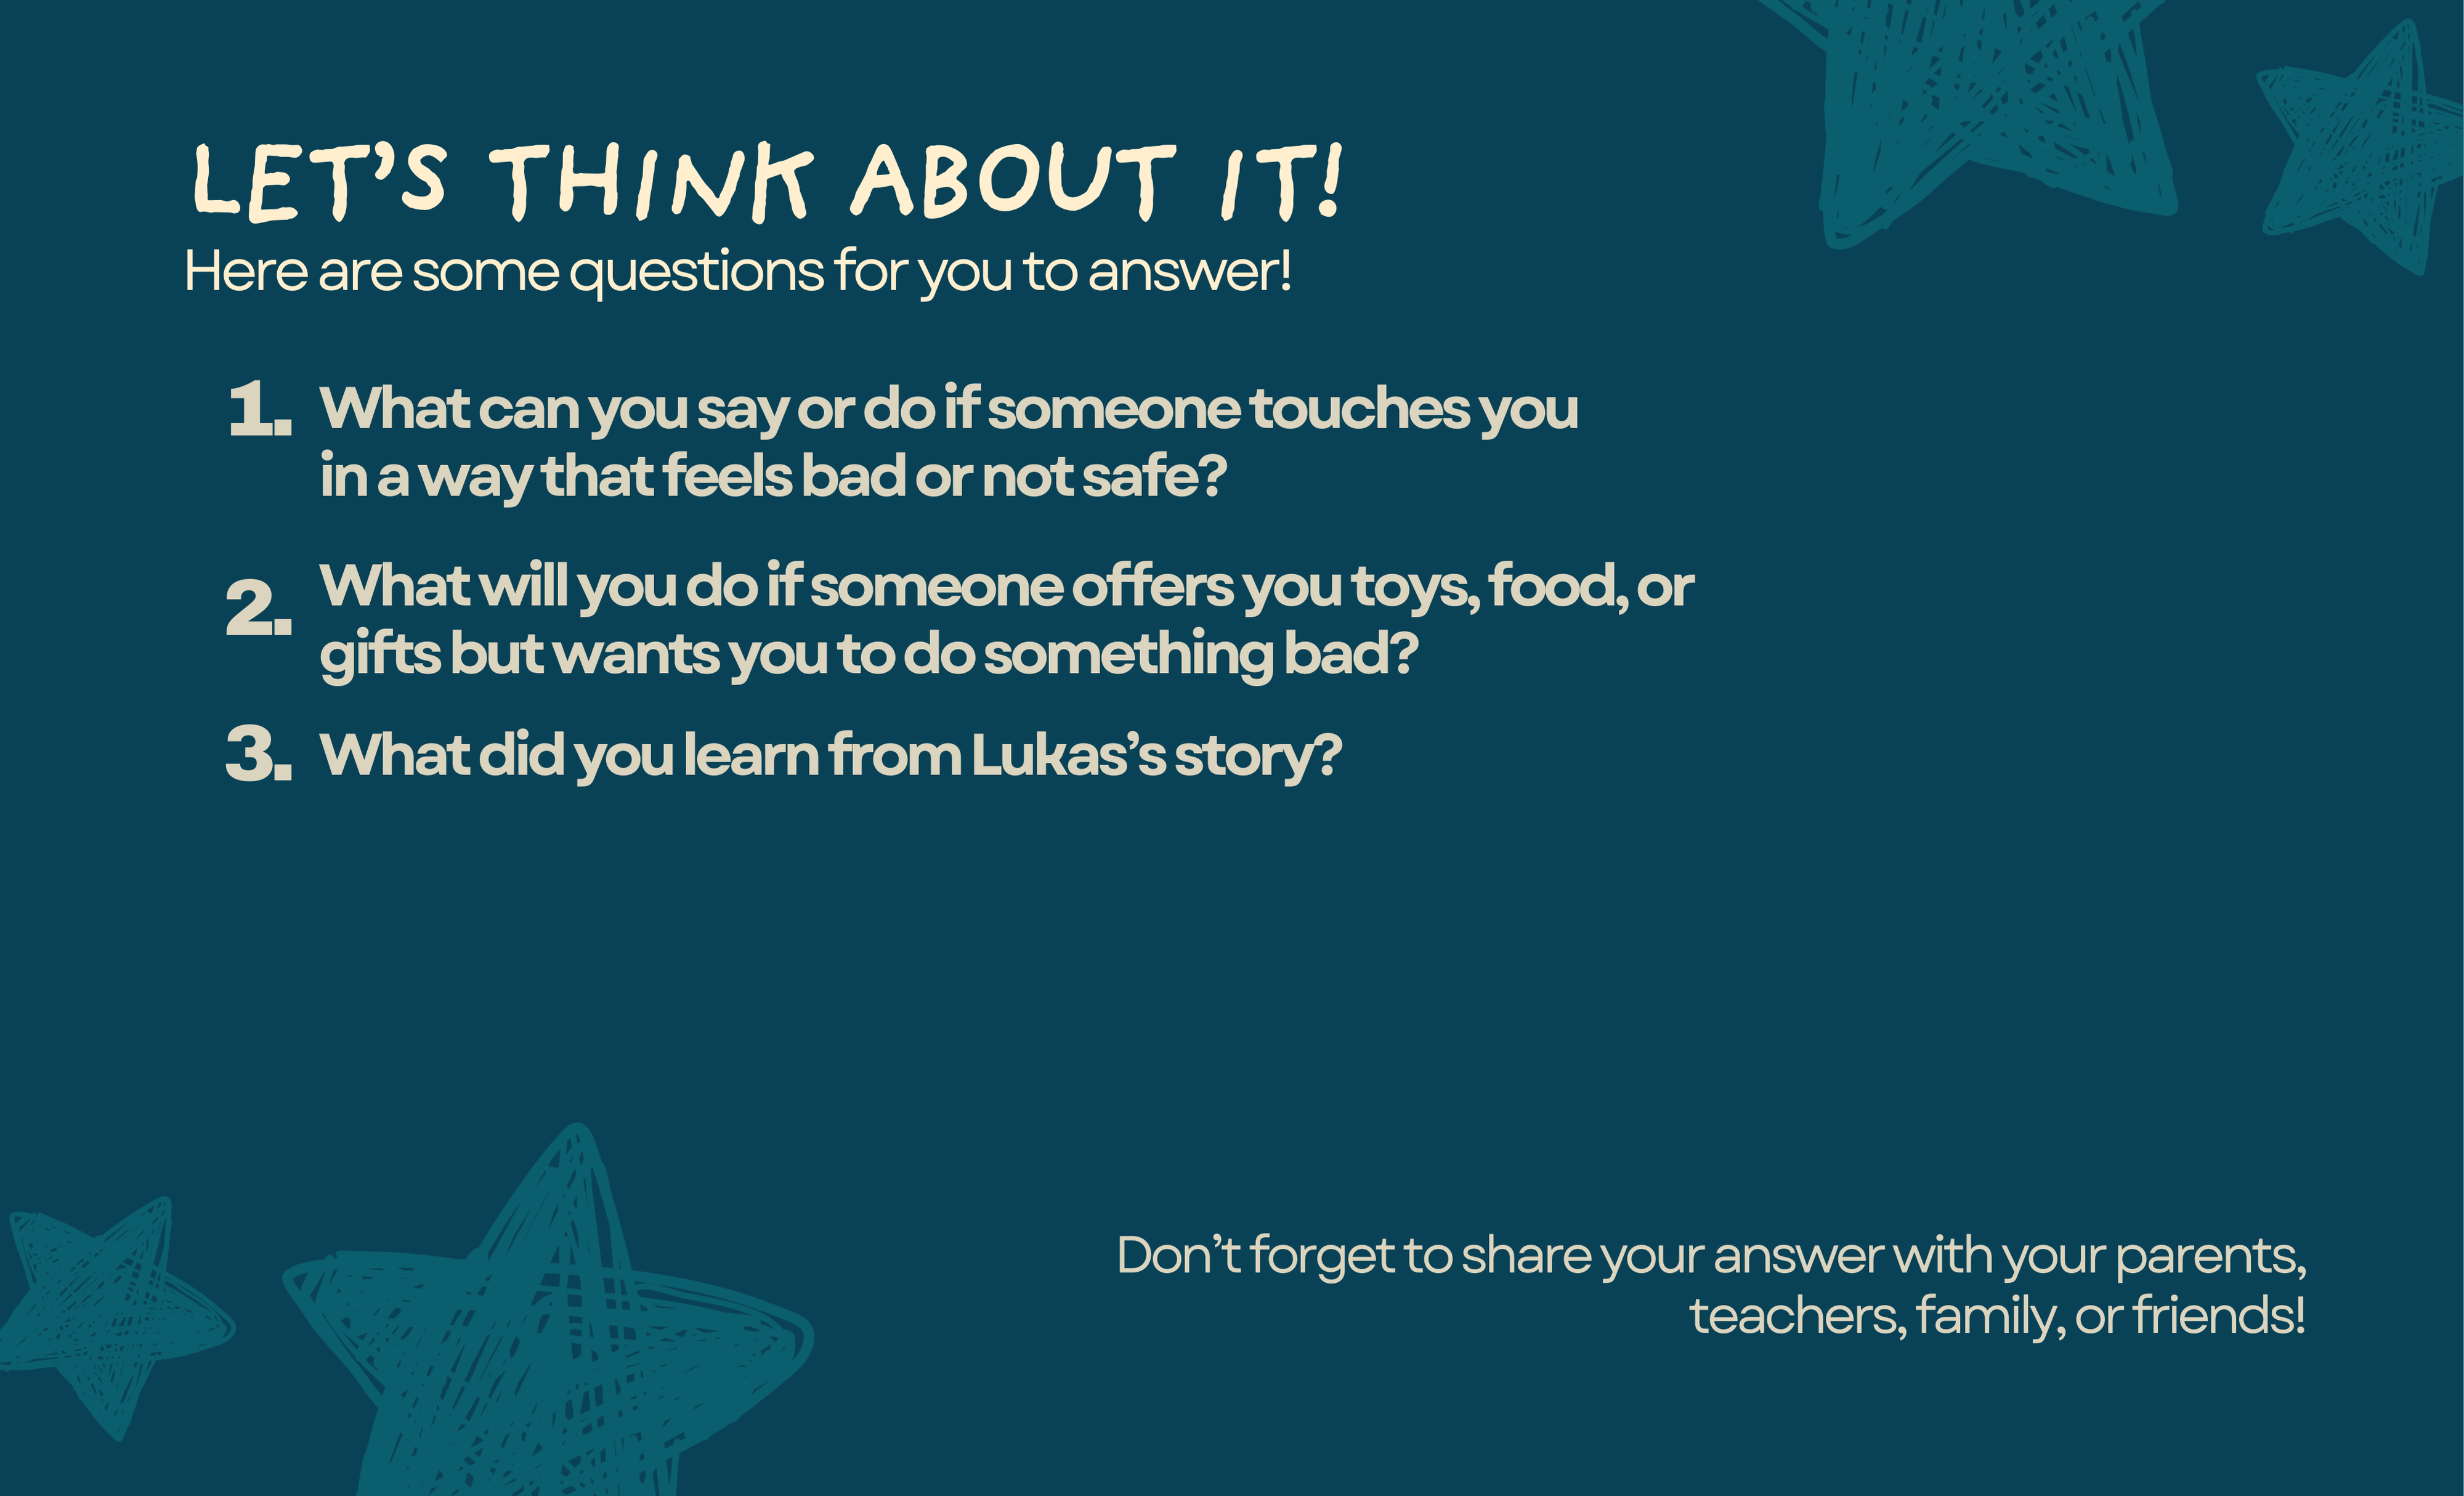 LET'S THINK ABOUT IT!
Here are some questions for you to answer!
1. What can you say or do if someone touches you
in a way that feels bad or not safe?
2. What will you do if someone offers you toys, food, or
gifts but wants you to do something bad?
3. What did you learn from Lukas's story?
Don't forget to share your answer with your parents,
teachers, family, or friends!